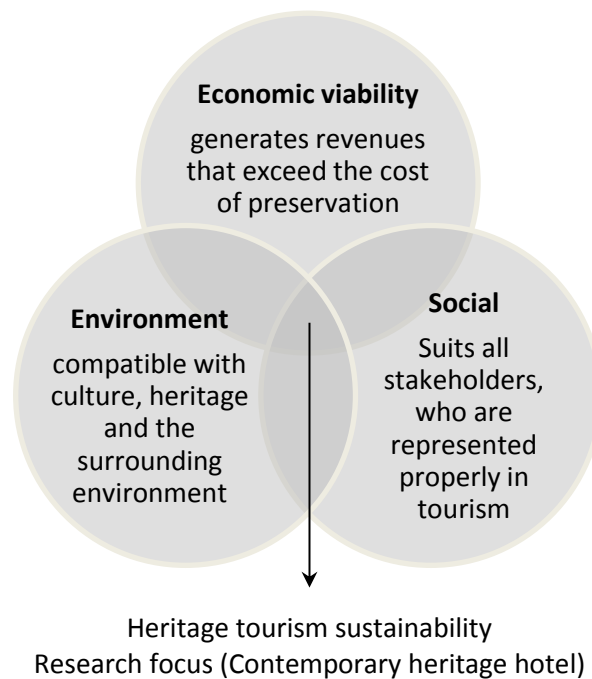 Economic viability
generates revenues
that exceed the cost
of preservation
Environment
compatible with
culture, heritage
and the
surrounding
environment
Social
Suits all
stakeholders,
who are
represented
properly in
tourism
Heritage tourism sustainability
Research focus (Contemporary heritage hotel)